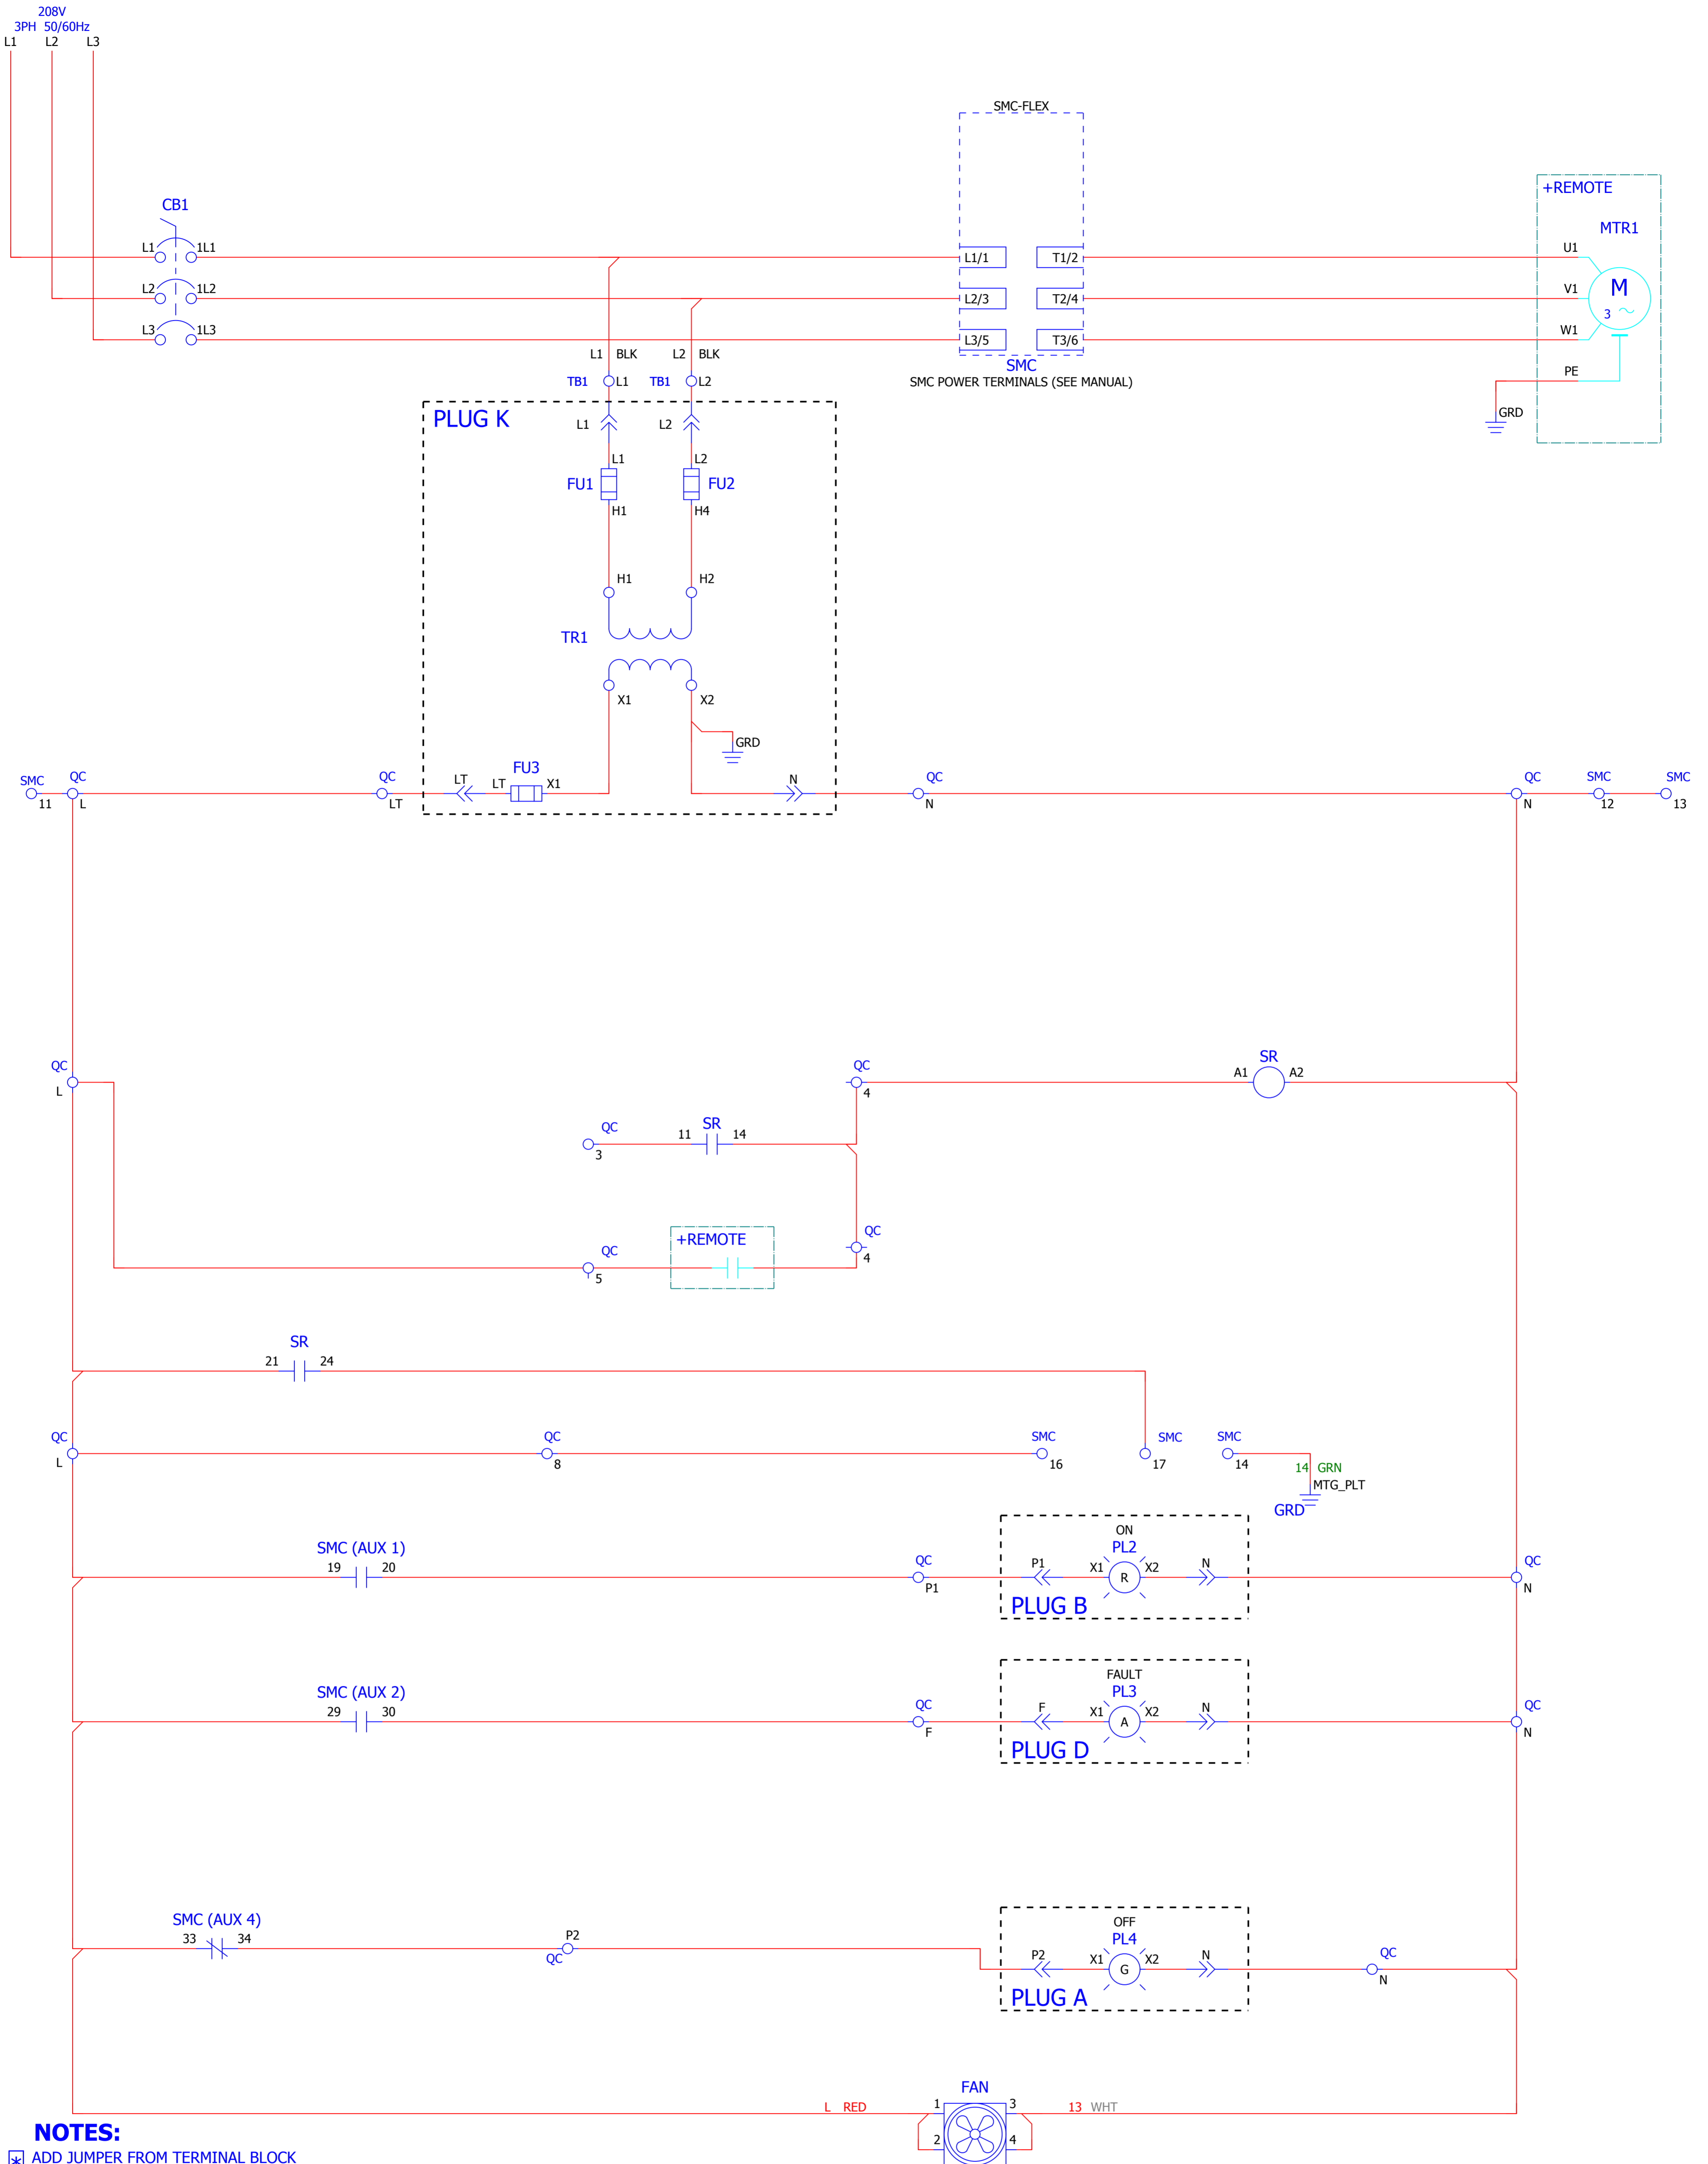 208V
3PH 50/60Hz
L1 L2 L3
SMC-FLEX
+REMOTE
CB1
MTR1
L1 1L1 L1/1 T1/2 U1
L2 1L2 L2/3 T2/4 V1
M
3
L3 1L3 L3/5 T3/6 W1
L1 BLK L2 BLK
SMC
SMC POWER TERMINALS (SEE MANUAL)
PE
TB1 L1 TB1 L2
GRD
PLUG K
L1 L2
L1 L2
FU1 FU2
H1 H4
H1 H2
TR1
X1 X2
GRD
FU3
SMC QC QC LT LT X1 N QC QC SMC SMC
11 L LT N N 12 13
QC QC SR
L 4 A1 A2
QC 11 SR 14
3
QC
4
+REMOTE
QC
5
SR
21 24
QC QC SMC SMC SMC
L 8 16 17 14
14 GRN
MTG_PLT
GRD
ON
SMC (AUX 1) PL2
19 20 QC P1 X1 X2 N QC
R
P1 N
PLUG B
FAULT
SMC (AUX 2) PL3
29 30 QC F X1 X2 N QC
A
F N
PLUG D
OFF
SMC (AUX 4) PL4
33 34 P2
QC
P2 X1 X2 N QC
G
N
PLUG A
FAN
L RED 1 3 13 WHT
2 4
NOTES:
* ADD JUMPER FROM TERMINAL BLOCK